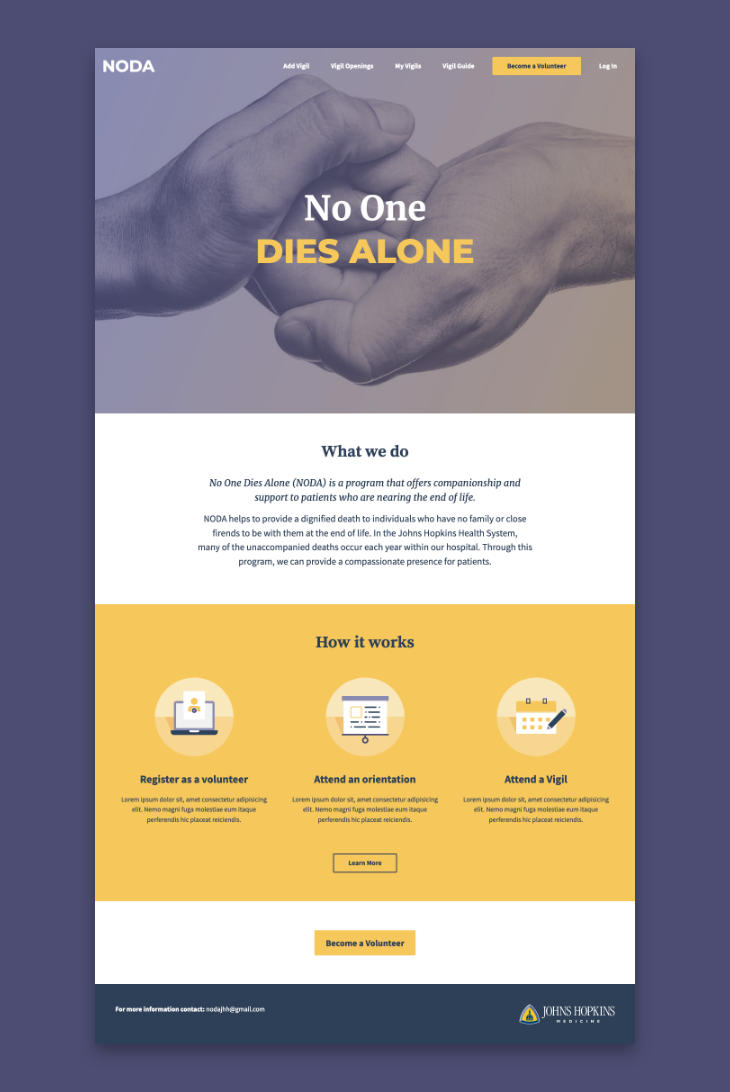 NODA
Add Vigil
Vigil Openings
My Vigils
Vigil Guide
Become a Volunteer
Log In
No One
DIES ALONE
What we do
No One Dies Alone (NODA) is a program that offers companionship and
support to patients who are nearing the end of life.
NODA helps to provide a dignified death to individuals who have no family or close
firends to be with them at the end of life. In the Johns Hopkins Health System,
many of the unaccompanied deaths occur each year within our hospital. Through this
program, we can provide a compassionate presence for patients.
How it works
Register as a volunteer
Lorem ipsum dolor sit, amet consectetur adipisicing
elit. Nemo magni fuga molestiae eum itaque
perferendis hic placeat reiciendis.
Attend an orientation
Lorem ipsum dolor sit, amet consectetur adipisicing
elit. Nemo magni fuga molestiae eum itaque
perferendis hic placeat reiciendis.
Attend a Vigil
Lorem ipsum dolor sit, amet consectetur adipisicing
elit. Nemo magni fuga molestiae eum itaque
perferendis hic placeat reiciendis.
Learn More
Become a Volunteer
For more information contact: nodajhh@gmail.com
JOHNS HOPKINS
MEDICINE